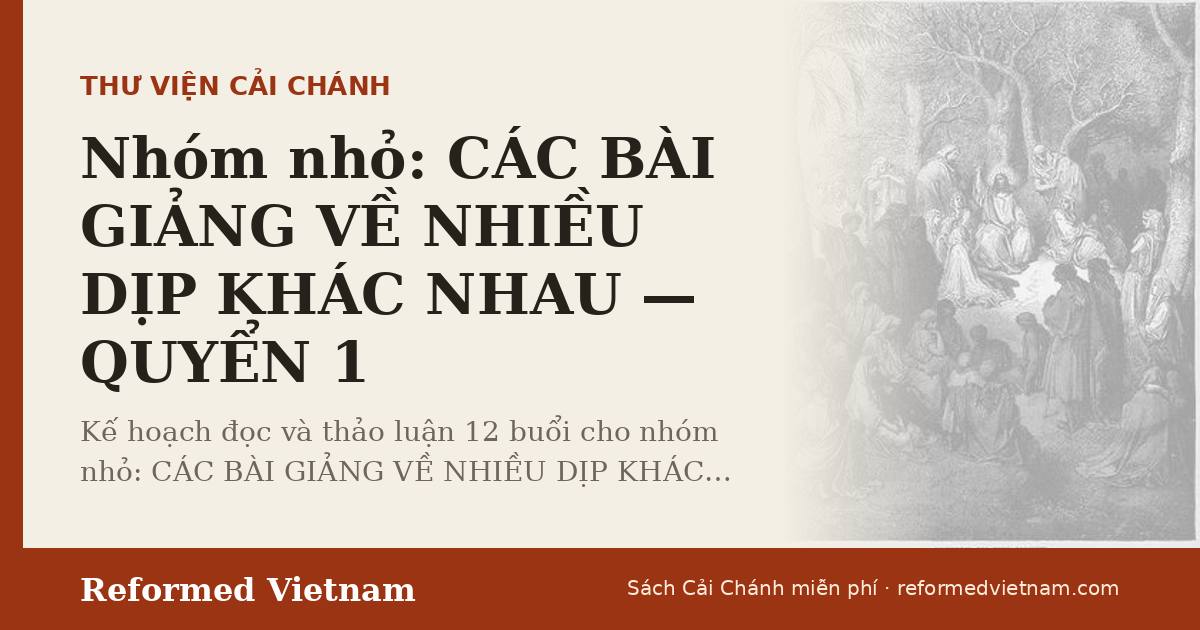 THƯ VIỆN CẢI CHÁNH
Nhóm nhỏ: CÁC BÀI
GIẢNG VỀ NHIỀU
DỊP KHÁC NHAU —
QUYỂN 1
Kế hoạch đọc và thảo luận 12 buổi cho nhóm
nhỏ: CÁC BÀI GIẢNG VỀ NHIỀU DỊP KHÁC...
Reformed Vietnam
Sách Cải Chánh miễn phí · reformedvietnam.com